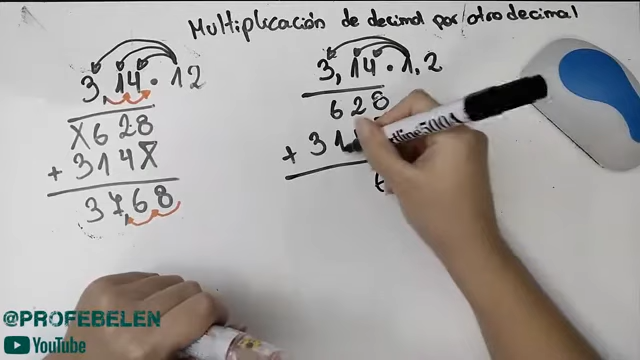 Multiplicación de decimal por otro decimal
3,14·12
x628
+314x
37,68
3,14·1,2
628
+31
@PROFEBELEN
YouTube